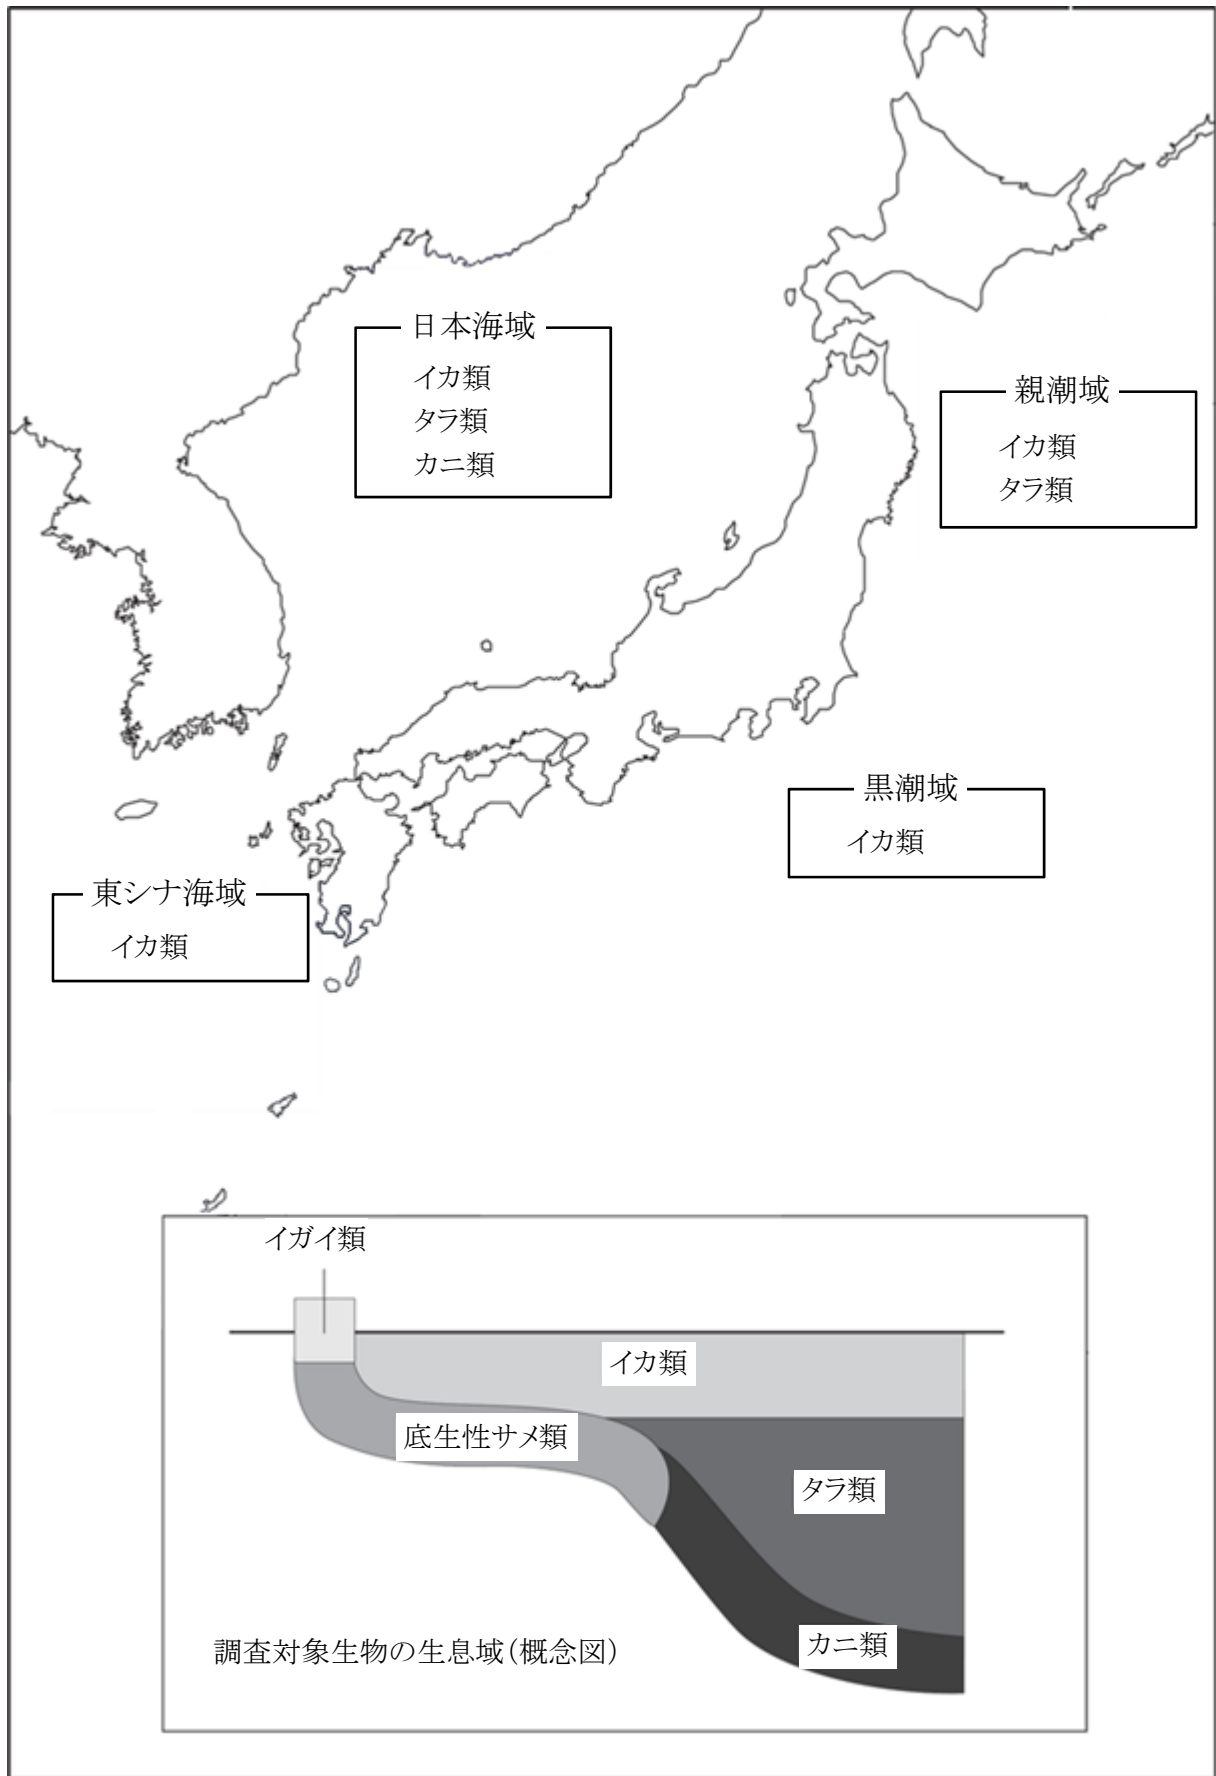 日本海域
イカ類
タラ類
カニ類
親潮域
イカ類
タラ類
黒潮域
イカ類
東シナ海域
イカ類
イガイ類
イカ類
底生性サメ類
タラ類
カニ類
調査対象生物の生息域(概念図)